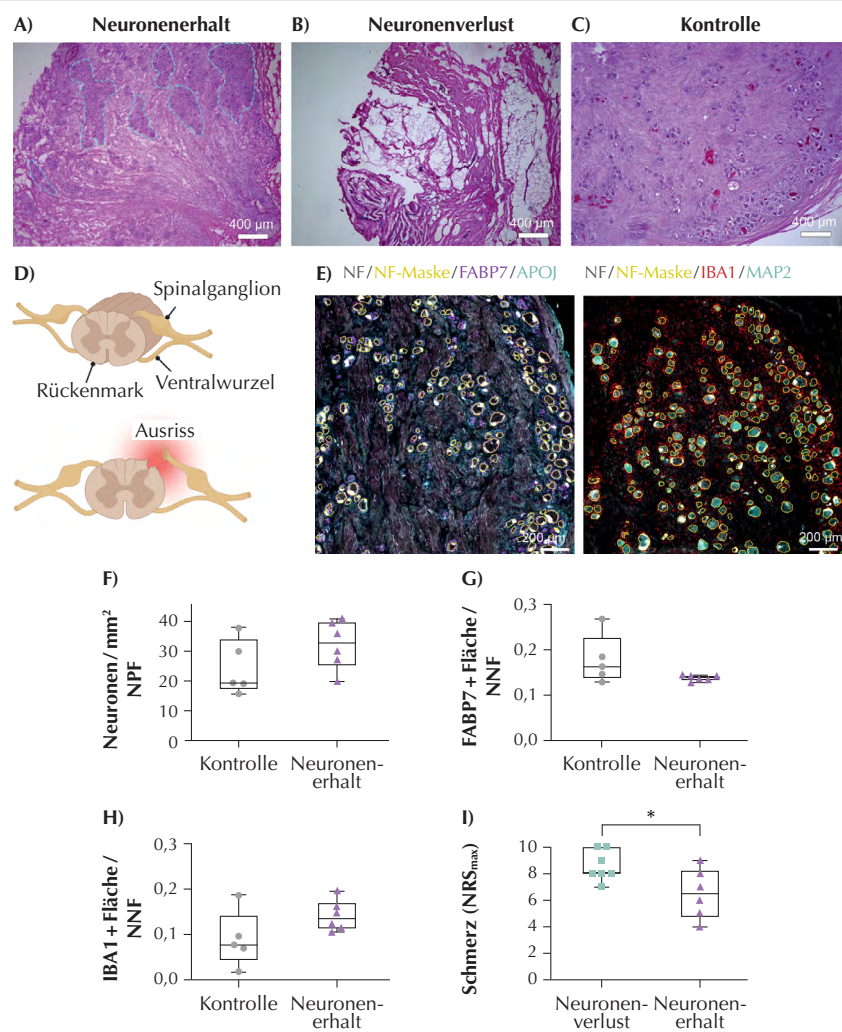 A) Neuronenerhalt
B) Neuronenverlust
C) Kontrolle
400 µm
400 µm
400 µm
D)
Spinalganglion
Rückenmark
Ventralwurzel
Ausriss
E) NF/NF-Maske/FABP7/APOJ
NF/NF-Maske/IBA1/MAP2
200 µm
200 µm
F)
Neuronen / mm²
NPF
40
30
20
10
0
Kontrolle
Neuronen-
erhalt
G)
FABP7 + Fläche /
NNF
0,3
0,2
0,1
0,0
Kontrolle
Neuronen-
erhalt
H)
IBA1 + Fläche /
NNF
0,3
0,2
0,1
0,0
Kontrolle
Neuronen-
erhalt
I)
Schmerz (NRSmax)
*
10
8
6
4
2
0
Neuronen-
verlust
Neuronen-
erhalt